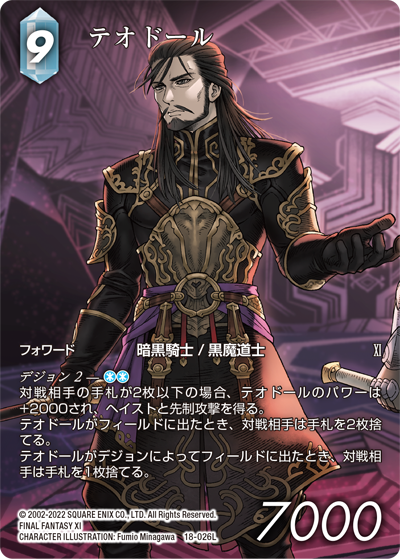 9
テオドール
フォワード 暗黒騎士 / 黒魔道士 XI
デジョン 2 ―
対戦相手の手札が2枚以下の場合、テオドールのパワーは
+2000され、ヘイストと先制攻撃を得る。
テオドールがフィールドに出たとき、対戦相手は手札を2枚捨
てる。
テオドールがデジョンによってフィールドに出たとき、対戦相
手は手札を1枚捨てる。
© 2002-2022 SQUARE ENIX CO., LTD. All Rights Reserved.
FINAL FANTASY XI
CHARACTER ILLUSTRATION: Fumio Minagawa 18-026L
7000